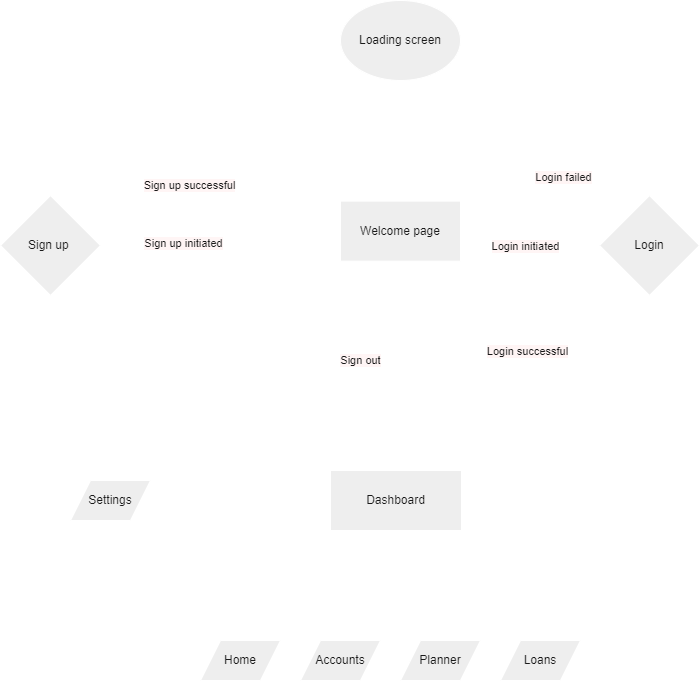 Loading screen
Login failed
Sign up successful
Welcome page
Sign up
Sign up initiated
Login initiated
Login
Login successful
Sign out
Settings
Dashboard
Home
Accounts
Planner
Loans